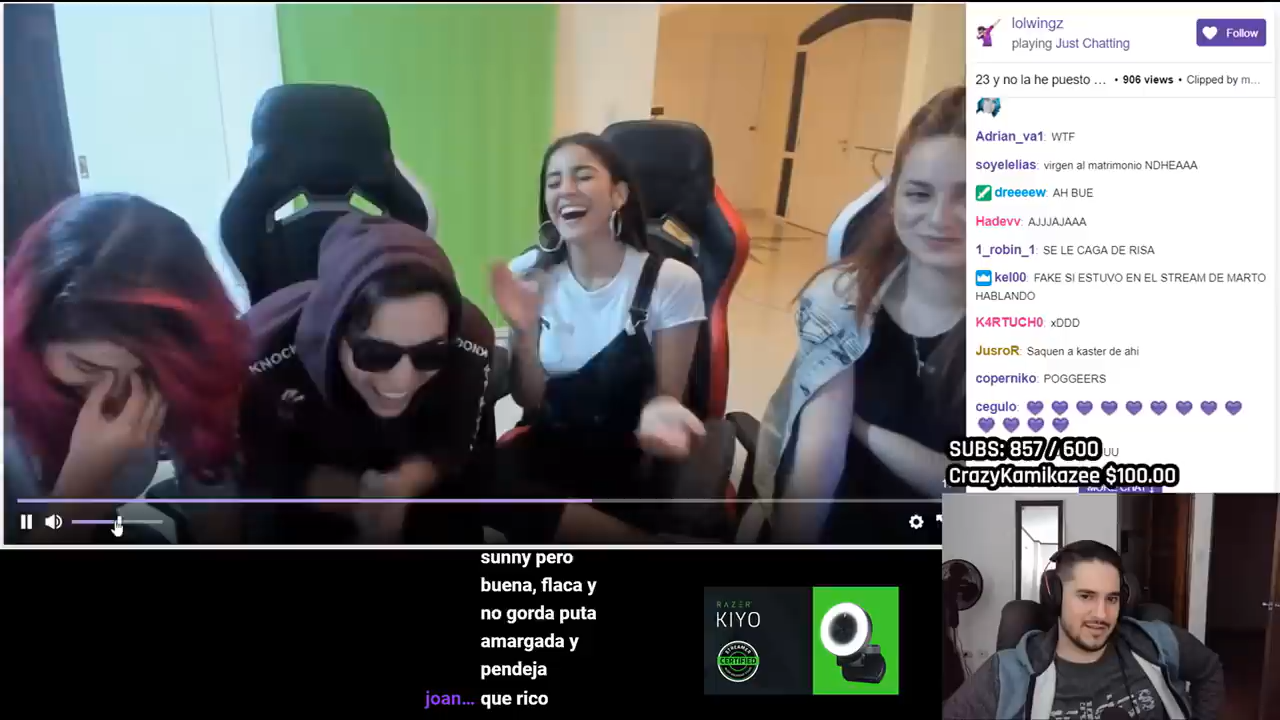 lolwingz
playing Just Chatting
Follow
23 y no la he puesto ... • 906 views • Clipped by m...
Adrian_va1: WTF
soyelelias: virgen al matrimonio NDHEAAA
dreeeew: AH BUE
Hadevv: AJJJAJAAA
1_robin_1: SE LE CAGA DE RISA
kel00: FAKE SI ESTUVO EN EL STREAM DE MARTO
HABLANDO
K4RTUCH0: xDDD
JusroR: Saquen a kaster de ahi
coperniko: POGGEERS
cegulo:
SUBS: 857 / 600
CrazyKamikazee $100.00
KNOCK
sunny pero
buena, flaca y
no gorda puta
amargada y
pendeja
joan... que rico
RAZER
KIYO
STREAMER
CERTIFIED